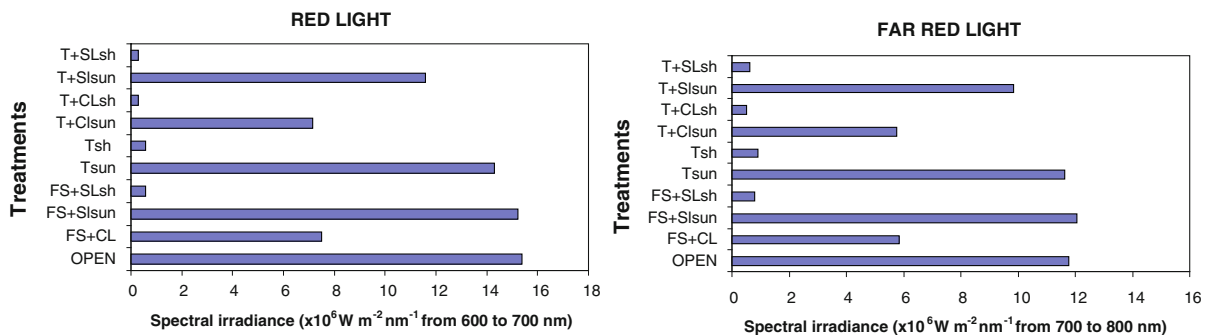 RED LIGHT
Treatments
T+SLsh
T+Slsun
T+CLsh
T+Clsun
Tsh
Tsun
FS+SLsh
FS+Slsun
FS+CL
OPEN
0 2 4 6 8 10 12 14 16 18
Spectral irradiance (x10⁶W m⁻² nm⁻¹ from 600 to 700 nm)
FAR RED LIGHT
Treatments
T+SLsh
T+Slsun
T+CLsh
T+Clsun
Tsh
Tsun
FS+SLsh
FS+Slsun
FS+CL
OPEN
0 2 4 6 8 10 12 14 16
Spectral irradiance (x10⁶W m⁻² nm⁻¹ from 700 to 800 nm)